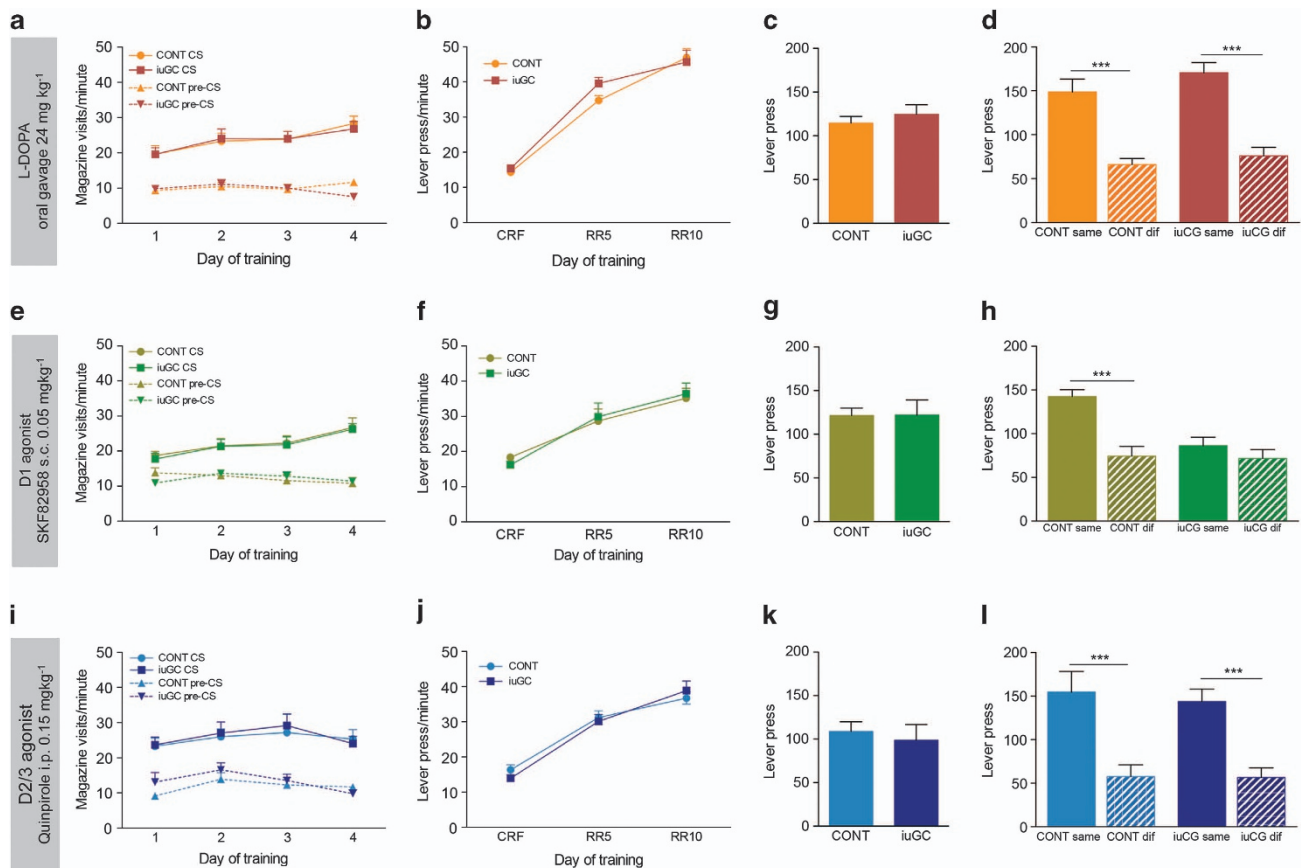 a
L-DOPA
oral gavage 24 mg kg-1
Magazine visits/minute
50
40
30
20
10
0
CONT CS
iuGC CS
CONT pre-CS
iuGC pre-CS
1 2 3 4
Day of training
b
Lever press/minute
50
40
30
20
10
0
CONT
iuGC
CRF RR5 RR10
Day of training
c
Lever press
200
150
100
50
0
CONT iuGC
d
Lever press
200
150
100
50
0
*** ***
CONT same CONT dif iuCG same iuCG dif
e
D1 agonist
SKF82958 s.c. 0.05 mgkg-1
Magazine visits/minute
50
40
30
20
10
0
CONT CS
iuGC CS
CONT pre-CS
iuGC pre-CS
1 2 3 4
Day of training
f
Lever press/minute
50
40
30
20
10
0
CONT
iuGC
CRF RR5 RR10
Day of training
g
Lever press
200
150
100
50
0
CONT iuGC
h
Lever press
200
150
100
50
0
***
CONT same CONT dif iuCG same iuCG dif
i
D2/3 agonist
Quinpirole i.p. 0.15 mgkg-1
Magazine visits/minute
50
40
30
20
10
0
CONT CS
iuGC CS
CONT pre-CS
iuGC pre-CS
1 2 3 4
Day of training
j
Lever press/minute
50
40
30
20
10
0
CONT
iuGC
CRF RR5 RR10
Day of training
k
Lever press
200
150
100
50
0
CONT iuGC
l
Lever press
200
150
100
50
0
*** ***
CONT same CONT dif iuCG same iuCG dif